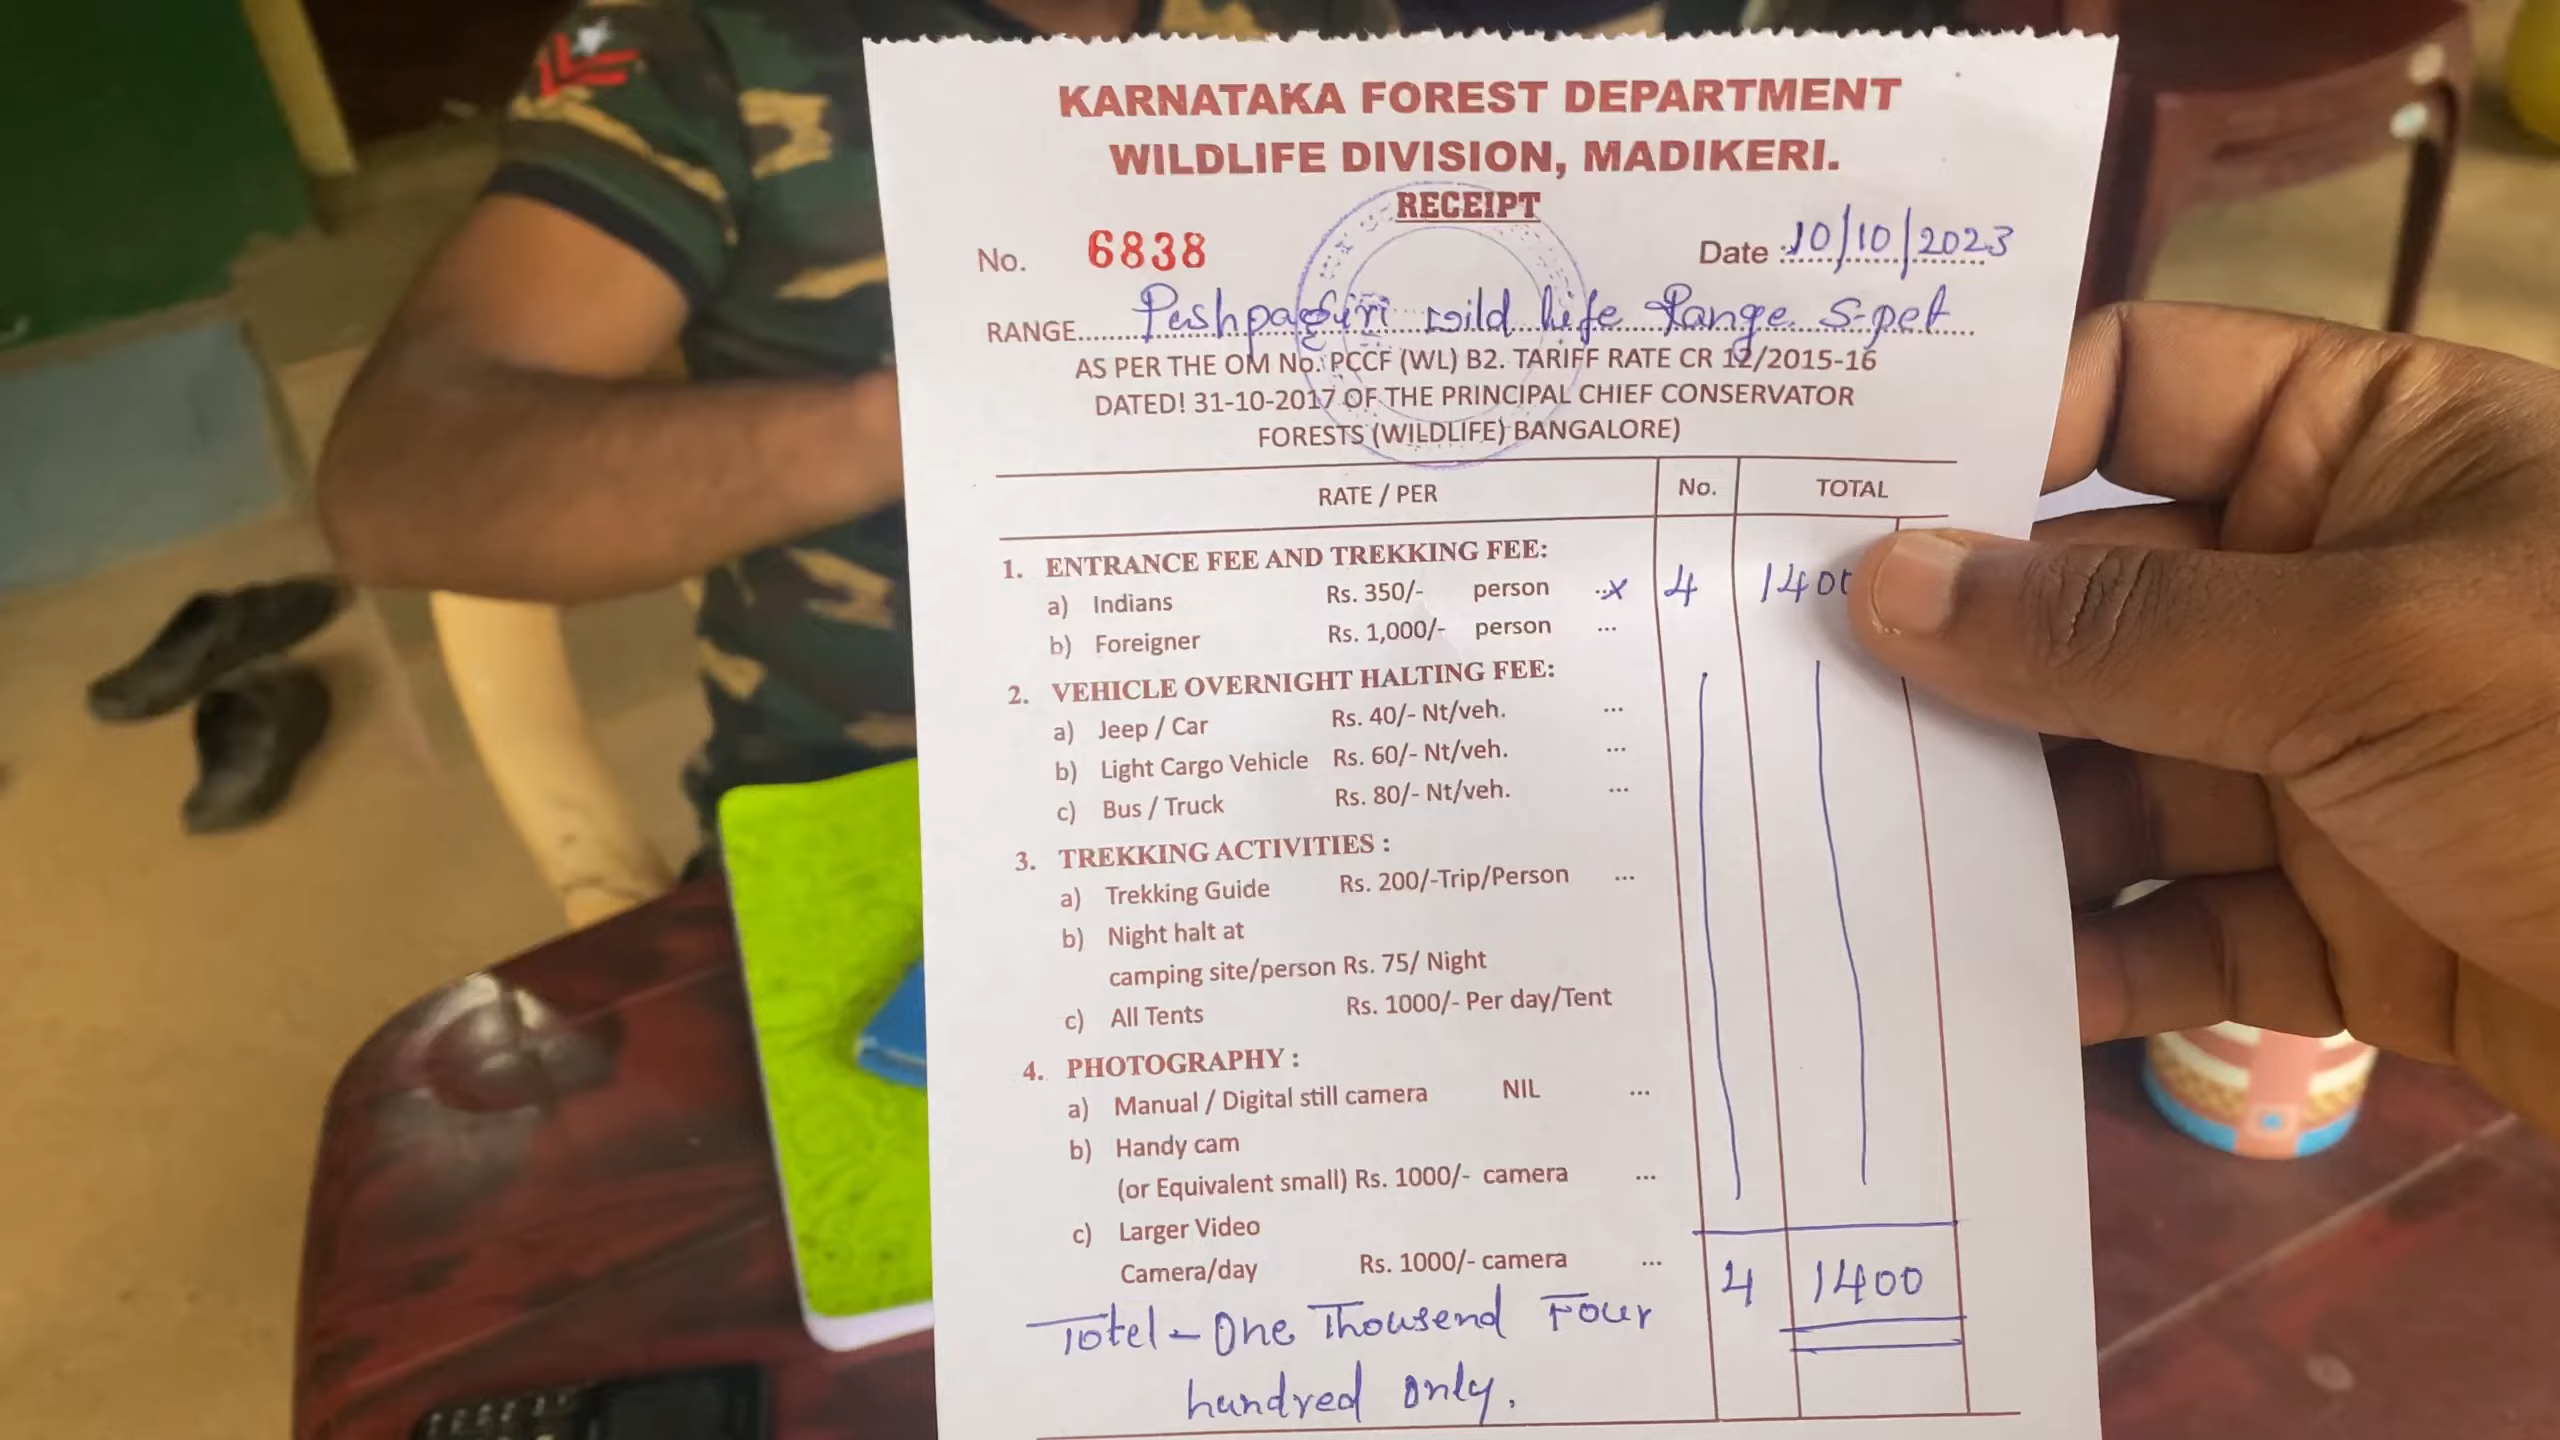 KARNATAKA FOREST DEPARTMENT
WILDLIFE DIVISION, MADIKERI.
RECEIPT
No. 6838 Date : 10/10/2023
RANGE Pushpagiri wild life Range S-pet
AS PER THE OM No. PCCF (WL) B2. TARIFF RATE CR 12/2015-16
DATED! 31-10-2017 OF THE PRINCIPAL CHIEF CONSERVATOR
FORESTS (WILDLIFE) BANGALORE)
RATE / PER No. TOTAL
1. ENTRANCE FEE AND TREKKING FEE:
a) Indians Rs. 350/- person ..x 4 1400
b) Foreigner Rs. 1,000/- person ...
2. VEHICLE OVERNIGHT HALTING FEE:
a) Jeep / Car Rs. 40/- Nt/veh. ...
b) Light Cargo Vehicle Rs. 60/- Nt/veh. ...
c) Bus / Truck Rs. 80/- Nt/veh. ...
3. TREKKING ACTIVITIES :
a) Trekking Guide Rs. 200/-Trip/Person ...
b) Night halt at
camping site/person Rs. 75/ Night
c) All Tents Rs. 1000/- Per day/Tent
4. PHOTOGRAPHY :
a) Manual / Digital still camera NIL ...
b) Handy cam
(or Equivalent small) Rs. 1000/- camera ...
c) Larger Video
Camera/day Rs. 1000/- camera ... 4 1400
Totel - One Thousend Four
hundred only.